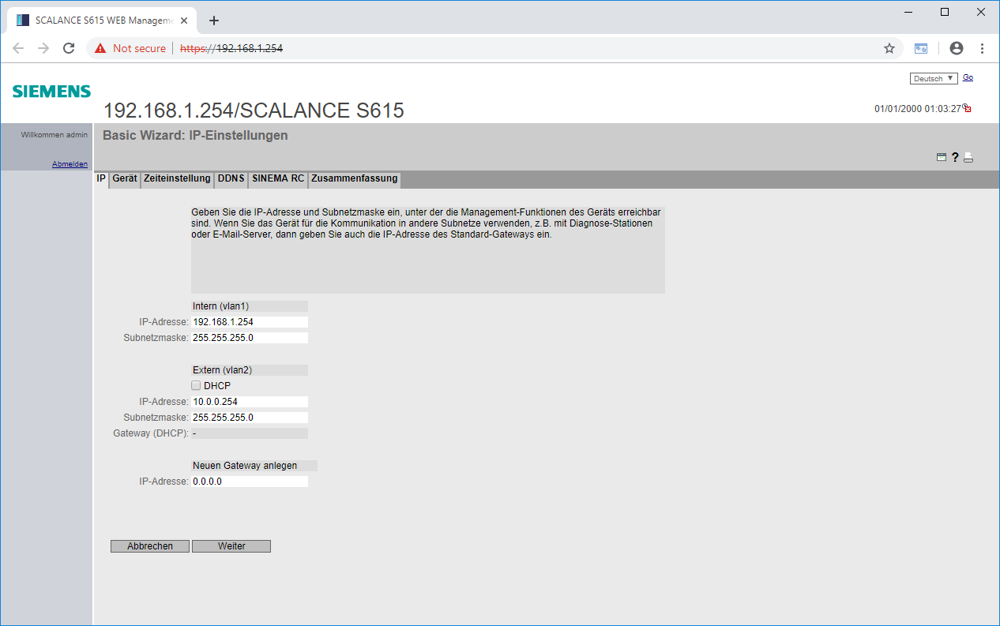 SCALANCE S615 WEB Manageme
Not secure
https://192.168.1.254
Deutsch
Go
SIEMENS
192.168.1.254/SCALANCE S615
01/01/2000 01:03:27
Willkommen admin
Basic Wizard: IP-Einstellungen
Abmelden
?
IP Gerät Zeiteinstellung DDNS SINEMA RC Zusammenfassung
Geben Sie die IP-Adresse und Subnetzmaske ein, unter der die Management-Funktionen des Geräts erreichbar
sind. Wenn Sie das Gerät für die Kommunikation in andere Subnetze verwenden, z.B. mit Diagnose-Stationen
oder E-Mail-Server, dann geben Sie auch die IP-Adresse des Standard-Gateways ein.
Intern (vlan1)
IP-Adresse: 192.168.1.254
Subnetzmaske: 255.255.255.0
Extern (vlan2)
DHCP
IP-Adresse: 10.0.0.254
Subnetzmaske: 255.255.255.0
Gateway (DHCP): -
Neuen Gateway anlegen
IP-Adresse: 0.0.0.0
Abbrechen Weiter